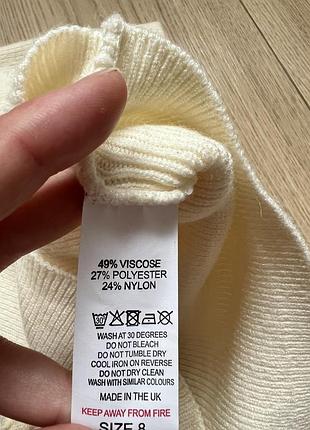 49% VISCOSE
27% POLYESTER
24% NYLON
30
WASH AT 30 DEGREES
DO NOT BLEACH
DO NOT TUMBLE DRY
COOL IRON ON REVERSE
DO NOT DRY CLEAN
WASH WITH SIMILAR COLOURS
MADE IN THE UK
KEEP AWAY FROM FIRE
SIZE 8